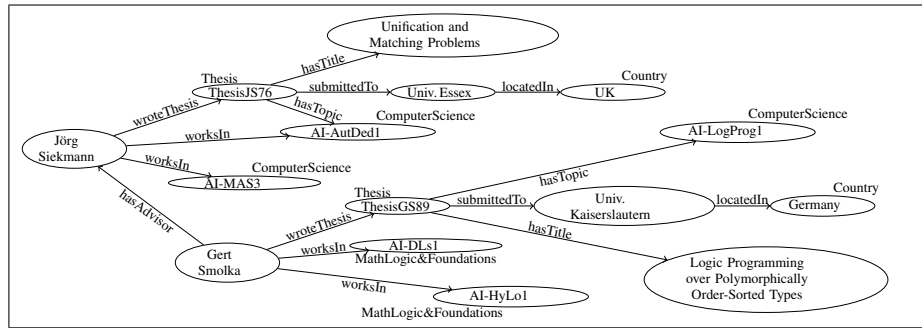 Unification and
Matching Problems
hasTitle
Thesis
ThesisJS76
submittedTo
Univ. Essex
locatedIn
Country
UK
wroteThesis
hasTopic
ComputerScience
AI-AutDed1
worksIn
Jörg
Siekmann
worksIn
ComputerScience
AI-MAS3
ComputerScience
AI-LogProg1
hasAdvisor
Thesis
ThesisGS89
hasTopic
submittedTo
Univ.
Kaiserslautern
locatedIn
Country
Germany
wroteThesis
hasTitle
Gert
Smolka
worksIn
AI-DLs1
MathLogic&Foundations
worksIn
AI-HyLo1
MathLogic&Foundations
Logic Programming
over Polymorphically
Order-Sorted Types